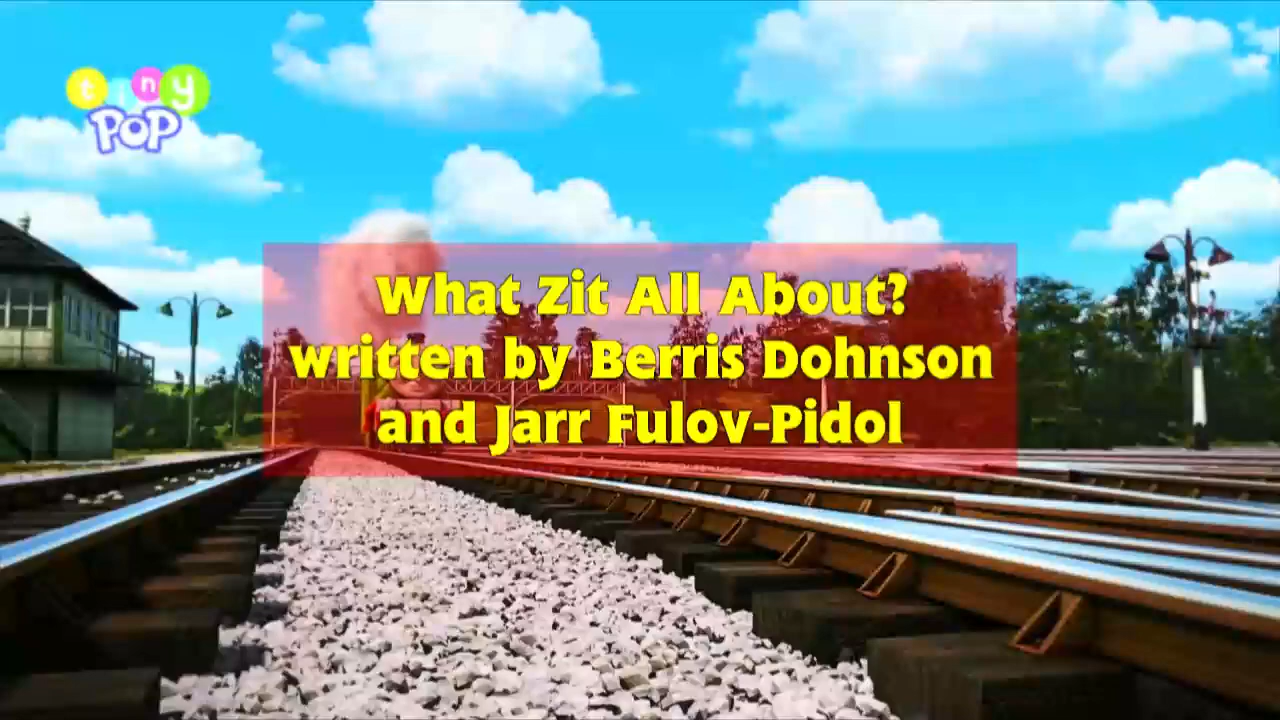 tiny
POP
What Zit All About?
written by Berris Dohnson
and Jarr Fulov-Pidol